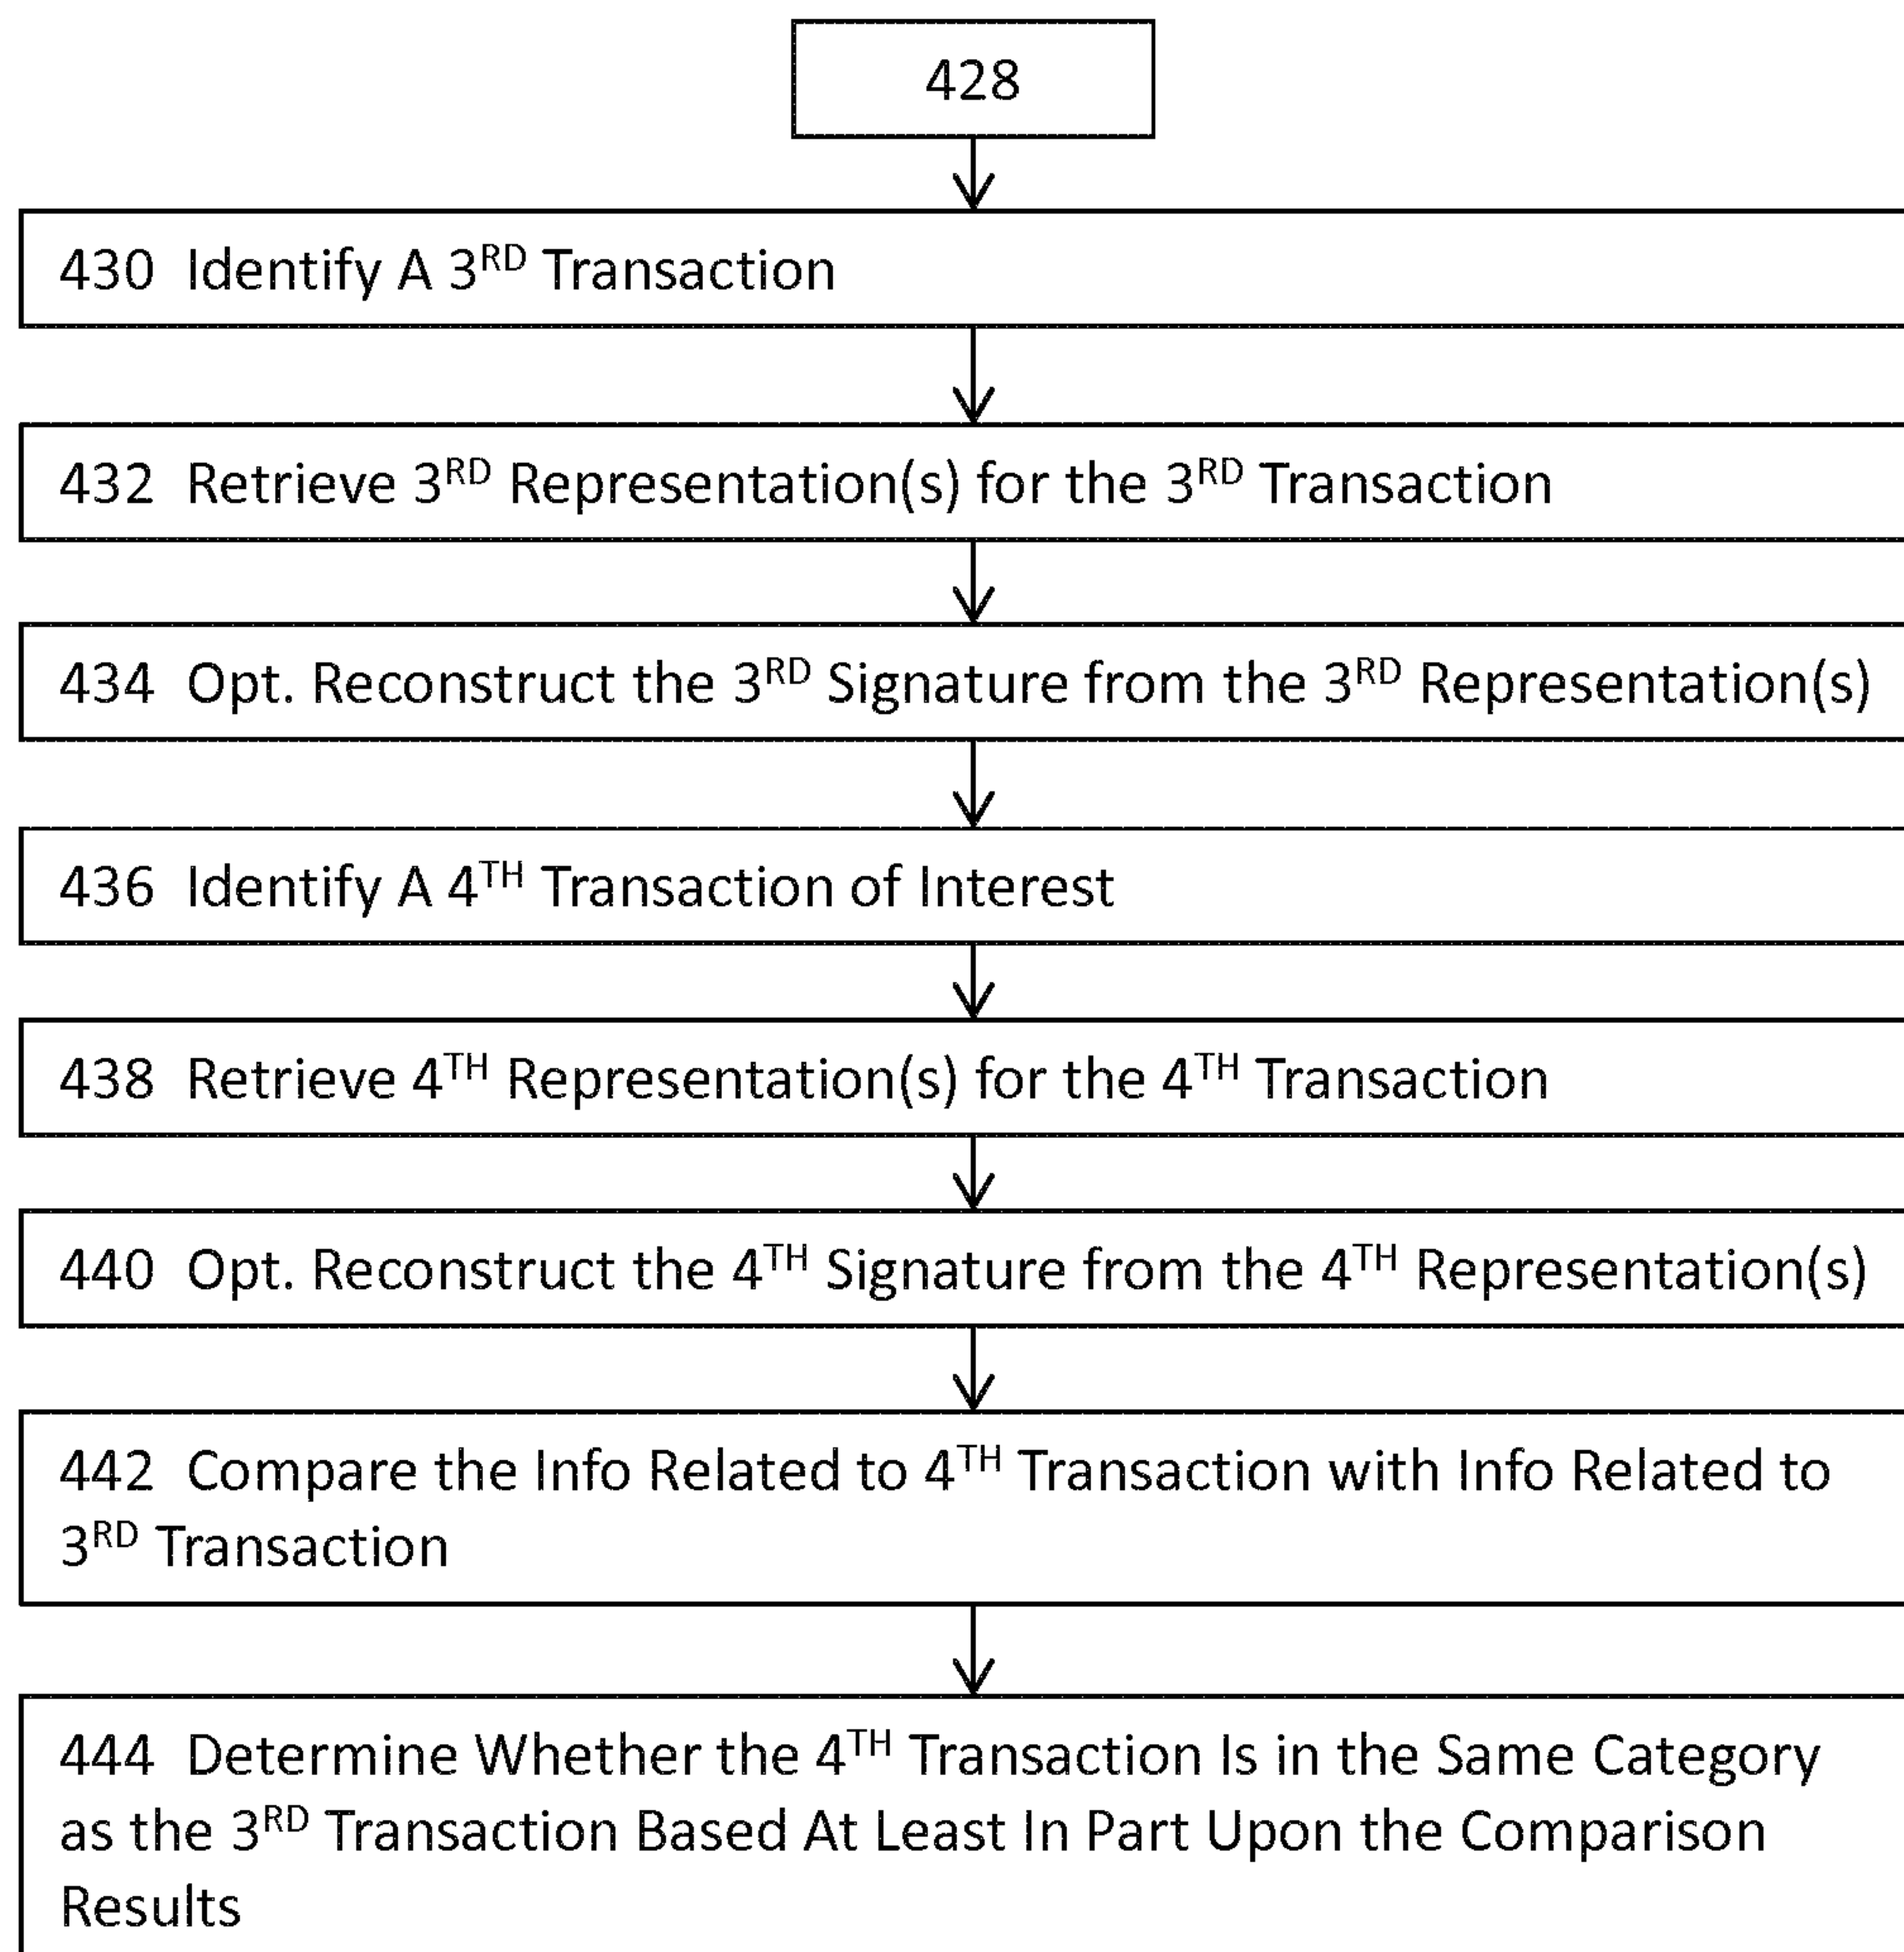 428
430 Identify A 3RD Transaction
432 Retrieve 3RD Representation(s) for the 3RD Transaction
434 Opt. Reconstruct the 3RD Signature from the 3RD Representation(s)
436 Identify A 4TH Transaction of Interest
438 Retrieve 4TH Representation(s) for the 4TH Transaction
440 Opt. Reconstruct the 4TH Signature from the 4TH Representation(s)
442 Compare the Info Related to 4TH Transaction with Info Related to
3RD Transaction
444 Determine Whether the 4TH Transaction Is in the Same Category
as the 3RD Transaction Based At Least In Part Upon the Comparison
Results